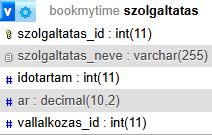 v bookmytime szolgaltatas
szolgaltatas_id : int(11)
szolgaltatas_neve : varchar(255)
# idotartam : int(11)
# ar : decimal(10,2)
# vallalkozas_id : int(11)